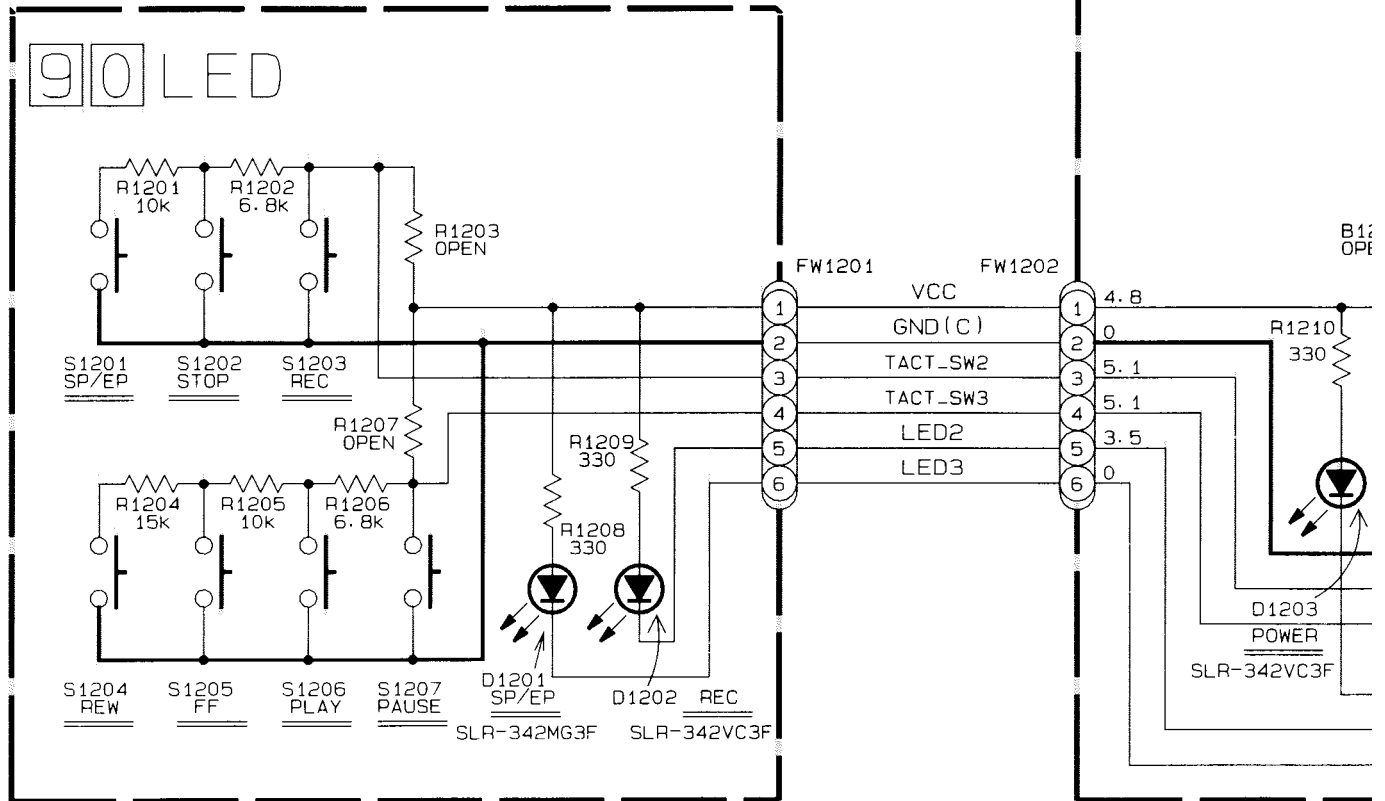 90 LED
R1201
10k
R1202
6.8k
R1203
OPEN
S1201
SP/EP
S1202
STOP
S1203
REC
R1207
OPEN
R1204
15k
R1205
10k
R1206
6.8k
S1204
REW
S1205
FF
S1206
PLAY
S1207
PAUSE
R1209
330
R1208
330
D1201
SP/EP
SLR-342MG3F
D1202
REC
SLR-342VC3F
FW1201
FW1202
1 VCC 1 4.8
2 GND(C) 2 0
3 TACT_SW2 3 5.1
4 TACT_SW3 4 5.1
5 LED2 5 3.5
6 LED3 6 0
R1210
330
D1203
POWER
SLR-342VC3F